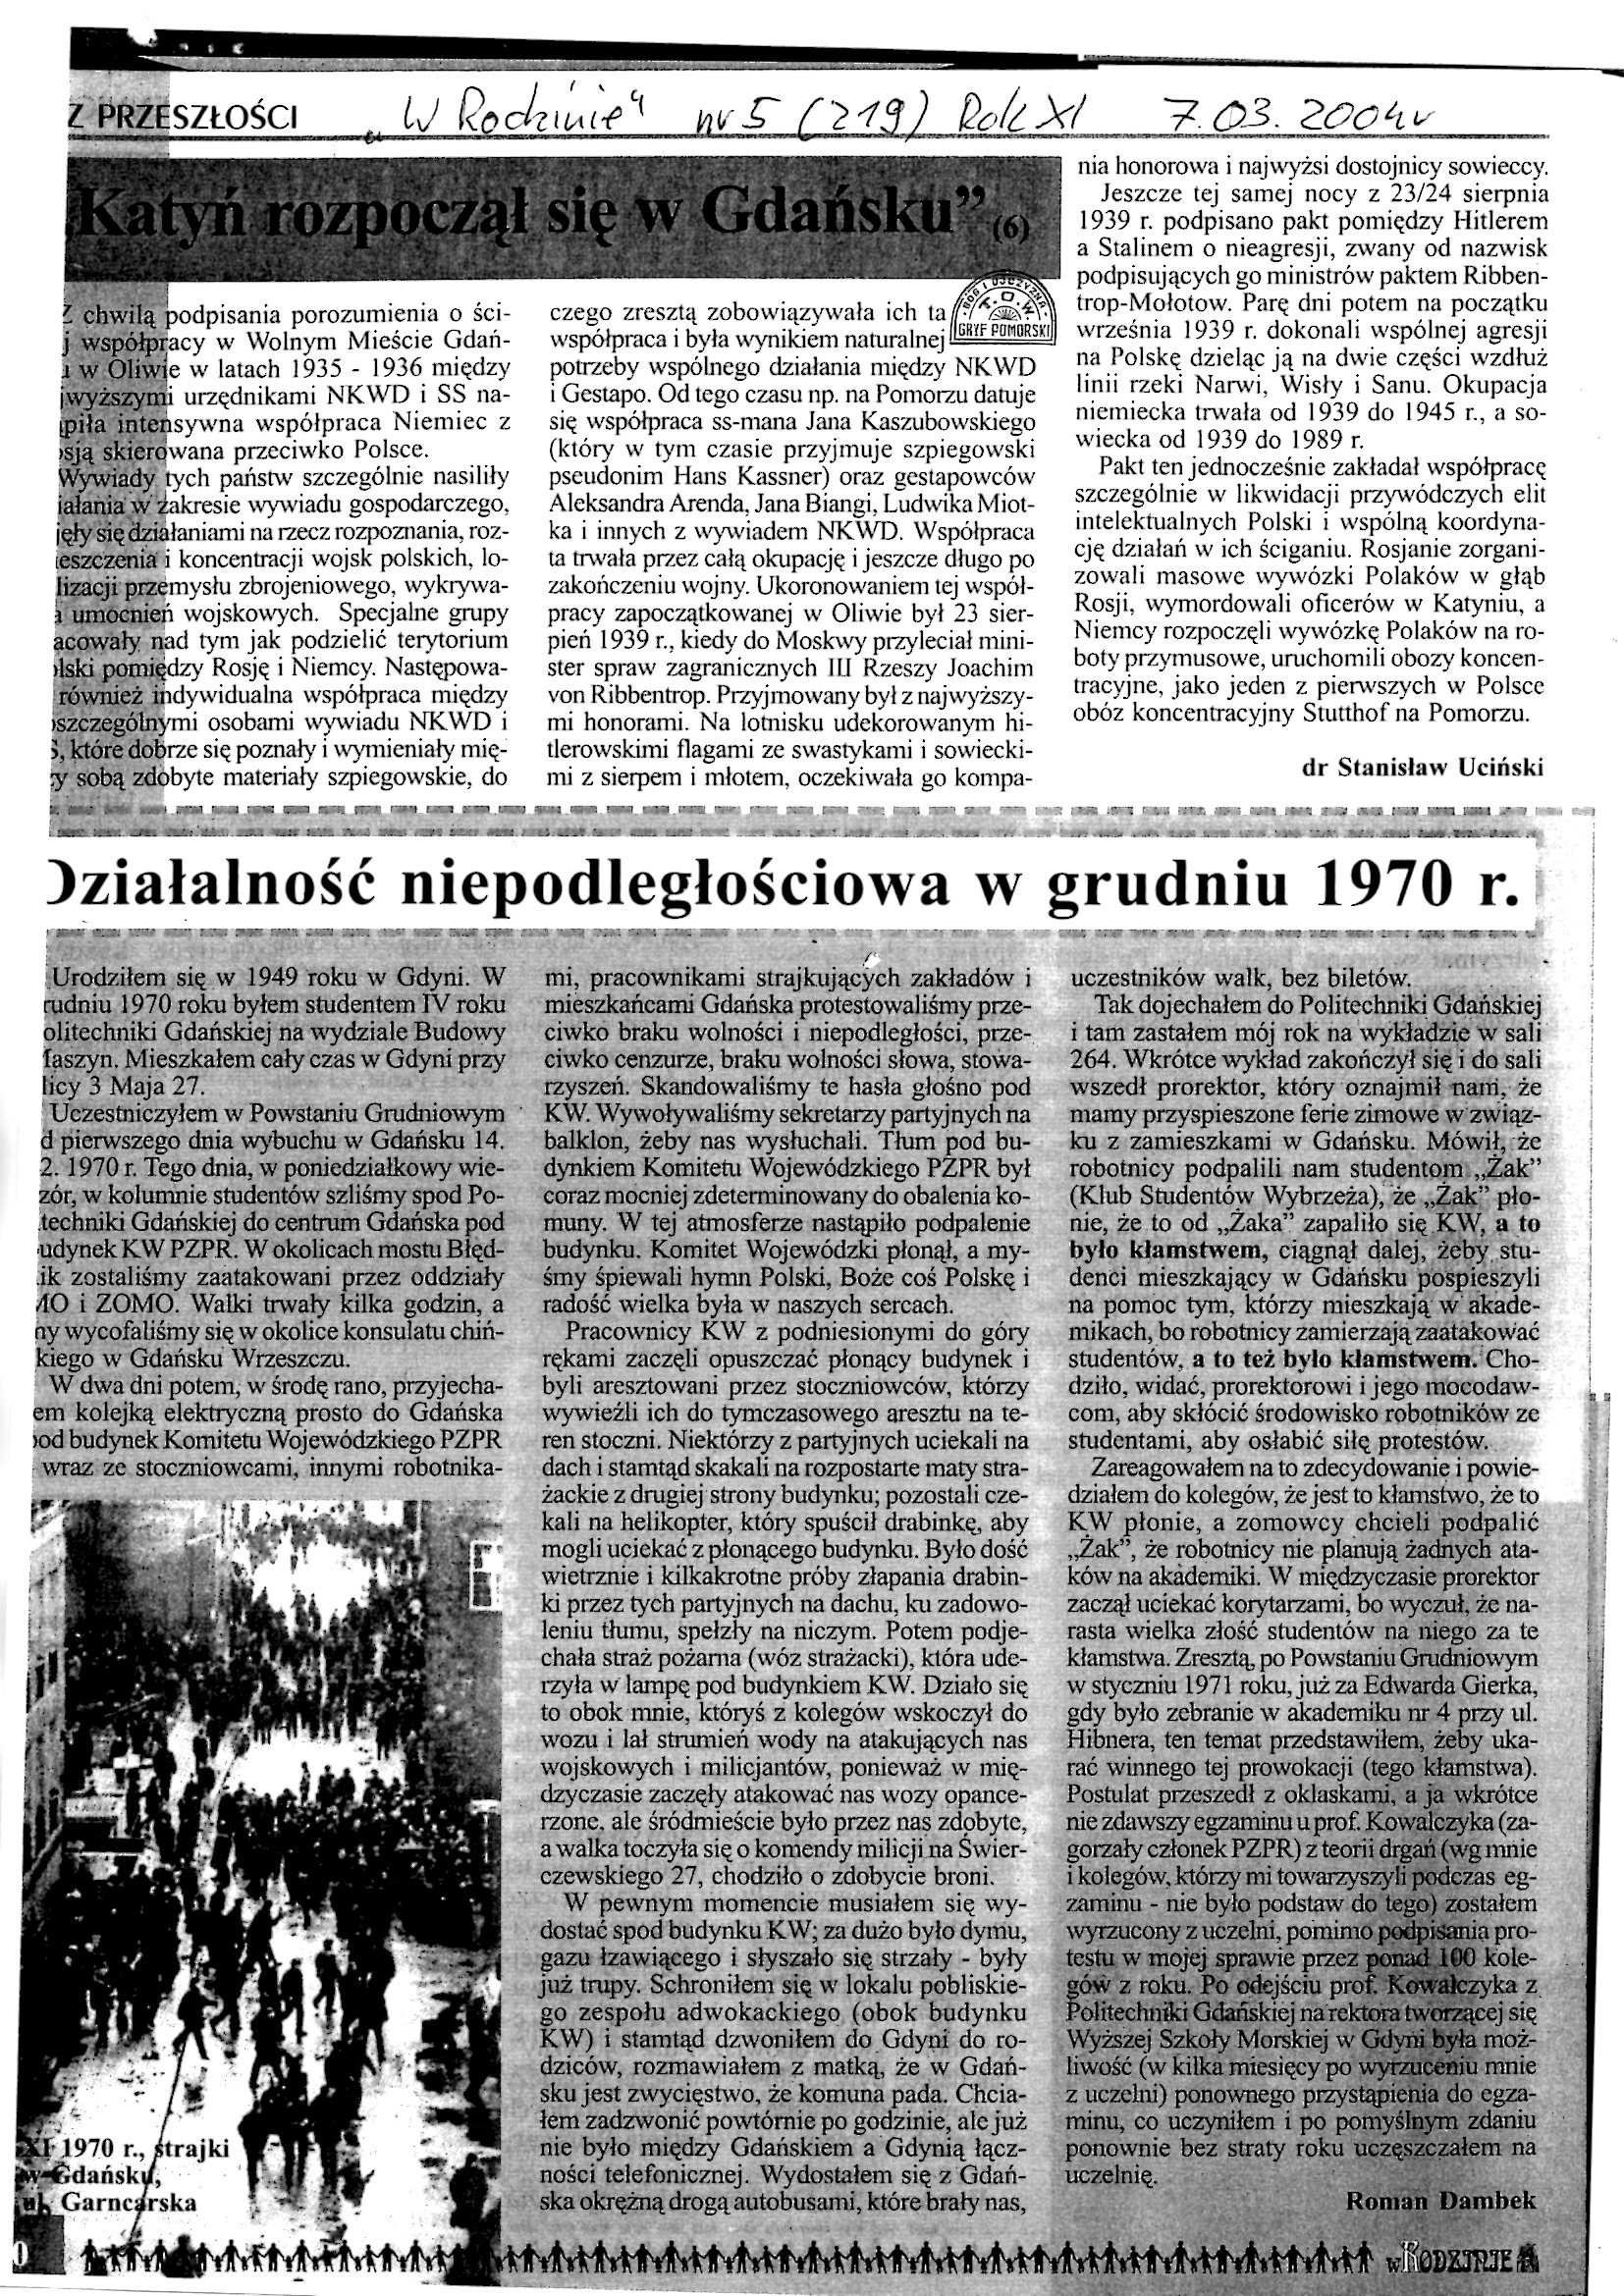 Z PRZESZŁOŚCI
„W Rodzinie" nr 5 (219) Rok XI 7.03.2004r
Katyń rozpoczął się w Gdańsku” (6)
BÓG I OJCZYZNA
T.O.W.
GRYF POMORSKI
Z chwilą podpisania porozumienia o ści-
j współpracy w Wolnym Mieście Gdań-
u w Oliwie w latach 1935 - 1936 między
jwyższymi urzędnikami NKWD i SS na-
piła intensywna współpraca Niemiec z
sją skierowana przeciwko Polsce.
Wywiady tych państw szczególnie nasiliły
iałania w zakresie wywiadu gospodarczego,
jęły się działaniami na rzecz rozpoznania, roz-
ieszczenia i koncentracji wojsk polskich, lo-
lizacji przemysłu zbrojeniowego, wykrywa-
a umocnień wojskowych. Specjalne grupy
acowały nad tym jak podzielić terytorium
lski pomiędzy Rosję i Niemcy. Następowa-
również indywidualna współpraca między
szczególnymi osobami wywiadu NKWD i
S, które dobrze się poznały i wymieniały mię-
zy sobą zdobyte materiały szpiegowskie, do
czego zresztą zobowiązywała ich ta
współpraca i była wynikiem naturalnej
potrzeby wspólnego działania między NKWD
i Gestapo. Od tego czasu np. na Pomorzu datuje
się współpraca ss-mana Jana Kaszubowskiego
(który w tym czasie przyjmuje szpiegowski
pseudonim Hans Kassner) oraz gestapowców
Aleksandra Arenda, Jana Biangi, Ludwika Miot-
ka i innych z wywiadem NKWD. Współpraca
ta trwała przez całą okupację i jeszcze długo po
zakończeniu wojny. Ukoronowaniem tej współ-
pracy zapoczątkowanej w Oliwie był 23 sier-
pień 1939 r., kiedy do Moskwy przyleciał mini-
ster spraw zagranicznych III Rzeszy Joachim
von Ribbentrop. Przyjmowany był z najwyższy-
mi honorami. Na lotnisku udekorowanym hi-
tlerowskimi flagami ze swastykami i sowiecki-
mi z sierpem i młotem, oczekiwała go kompa-
nia honorowa i najwyżsi dostojnicy sowieccy.
Jeszcze tej samej nocy z 23/24 sierpnia
1939 r. podpisano pakt pomiędzy Hitlerem
a Stalinem o nieagresji, zwany od nazwisk
podpisujących go ministrów paktem Ribben-
trop-Mołotow. Parę dni potem na początku
września 1939 r. dokonali wspólnej agresji
na Polskę dzieląc ją na dwie części wzdłuż
linii rzeki Narwi, Wisły i Sanu. Okupacja
niemiecka trwała od 1939 do 1945 r., a so-
wiecka od 1939 do 1989 r.
Pakt ten jednocześnie zakładał współpracę
szczególnie w likwidacji przywódczych elit
intelektualnych Polski i wspólną koordyna-
cję działań w ich ściganiu. Rosjanie zorgani-
zowali masowe wywózki Polaków w głąb
Rosji, wymordowali oficerów w Katyniu, a
Niemcy rozpoczęli wywózkę Polaków na ro-
boty przymusowe, uruchomili obozy koncen-
tracyjne, jako jeden z pierwszych w Polsce
obóz koncentracyjny Stutthof na Pomorzu.
dr Stanisław Uciński
Działalność niepodległościowa w grudniu 1970 r.
Urodziłem się w 1949 roku w Gdyni. W
rudniu 1970 roku byłem studentem IV roku
olitechniki Gdańskiej na wydziale Budowy
Maszyn. Mieszkałem cały czas w Gdyni przy
licy 3 Maja 27.
Uczestniczyłem w Powstaniu Grudniowym
d pierwszego dnia wybuchu w Gdańsku 14.
2. 1970 r. Tego dnia, w poniedziałkowy wie-
zór, w kolumnie studentów szliśmy spod Po-
techniki Gdańskiej do centrum Gdańska pod
udynek KW PZPR. W okolicach mostu Błęd-
ik zostaliśmy zaatakowani przez oddziały
MO i ZOMO. Walki trwały kilka godzin, a
ny wycofaliśmy się w okolice konsulatu chiń-
kiego w Gdańsku Wrzeszczu.
W dwa dni potem, w środę rano, przyjecha-
em kolejką elektryczną prosto do Gdańska
pod budynek Komitetu Wojewódzkiego PZPR
wraz ze stoczniowcami, innymi robotnika-
XI 1970 r., strajki
w Gdańsku,
ul. Garncarska
mi, pracownikami strajkujących zakładów i
mieszkańcami Gdańska protestowaliśmy prze-
ciwko braku wolności i niepodległości, prze-
ciwko cenzurze, braku wolności słowa, stowa-
rzyszeń. Skandowaliśmy te hasła głośno pod
KW. Wywoływaliśmy sekretarzy partyjnych na
balklon, żeby nas wysłuchali. Tłum pod bu-
dynkiem Komitetu Wojewódzkiego PZPR był
coraz mocniej zdeterminowany do obalenia ko-
muny. W tej atmosferze nastąpiło podpalenie
budynku. Komitet Wojewódzki płonął, a my-
śmy śpiewali hymn Polski, Boże coś Polskę i
radość wielka była w naszych sercach.
Pracownicy KW z podniesionymi do góry
rękami zaczęli opuszczać płonący budynek i
byli aresztowani przez stoczniowców, którzy
wywieźli ich do tymczasowego aresztu na te-
ren stoczni. Niektórzy z partyjnych uciekali na
dach i stamtąd skakali na rozpostarte maty stra-
żackie z drugiej strony budynku; pozostali cze-
kali na helikopter, który spuścił drabinkę, aby
mogli uciekać z płonącego budynku. Było dość
wietrznie i kilkakrotne próby złapania drabin-
ki przez tych partyjnych na dachu, ku zadowo-
leniu tłumu, spełzły na niczym. Potem podje-
chała straż pożarna (wóz strażacki), która ude-
rzyła w lampę pod budynkiem KW. Działo się
to obok mnie, któryś z kolegów wskoczył do
wozu i lał strumień wody na atakujących nas
wojskowych i milicjantów, ponieważ w mię-
dzyczasie zaczęły atakować nas wozy opance-
rzone, ale śródmieście było przez nas zdobyte,
a walka toczyła się o komendy milicji na Świer-
czewskiego 27, chodziło o zdobycie broni.
W pewnym momencie musiałem się wy-
dostać spod budynku KW; za dużo było dymu,
gazu łzawiącego i słyszało się strzały - były
już trupy. Schroniłem się w lokalu pobliskie-
go zespołu adwokackiego (obok budynku
KW) i stamtąd dzwoniłem do Gdyni do ro-
dziców, rozmawiałem z matką, że w Gdań-
sku jest zwycięstwo, że komuna pada. Chcia-
łem zadzwonić powtórnie po godzinie, ale już
nie było między Gdańskiem a Gdynią łącz-
ności telefonicznej. Wydostałem się z Gdań-
ska okrężną drogą autobusami, które brały nas,
uczestników walk, bez biletów.
Tak dojechałem do Politechniki Gdańskiej
i tam zastałem mój rok na wykładzie w sali
264. Wkrótce wykład zakończył się i do sali
wszedł prorektor, który oznajmił nam, że
mamy przyspieszone ferie zimowe w związ-
ku z zamieszkami w Gdańsku. Mówił, że
robotnicy podpalili nam studentom „Żak”
(Klub Studentów Wybrzeża), że „Żak” pło-
nie, że to od „Żaka” zapaliło się KW, a to
było kłamstwem, ciągnął dalej, żeby stu-
denci mieszkający w Gdańsku pospieszyli
na pomoc tym, którzy mieszkają w akade-
mikach, bo robotnicy zamierzają zaatakować
studentów, a to też było kłamstwem. Cho-
dziło, widać, prorektorowi i jego mocodaw-
com, aby skłócić środowisko robotników ze
studentami, aby osłabić siłę protestów.
Zareagowałem na to zdecydowanie i powie-
działem do kolegów, że jest to kłamstwo, że to
KW płonie, a zomowcy chcieli podpalić
„Żak”, że robotnicy nie planują żadnych ata-
ków na akademiki. W międzyczasie prorektor
zaczął uciekać korytarzami, bo wyczuł, że na-
rasta wielka złość studentów na niego za te
kłamstwa. Zresztą, po Powstaniu Grudniowym
w styczniu 1971 roku, już za Edwarda Gierka,
gdy było zebranie w akademiku nr 4 przy ul.
Hibnera, ten temat przedstawiłem, żeby uka-
rać winnego tej prowokacji (tego kłamstwa).
Postulat przeszedł z oklaskami, a ja wkrótce
nie zdawszy egzaminu u prof. Kowalczyka (za-
gorzały członek PZPR) z teorii drgań (wg mnie
i kolegów, którzy mi towarzyszyli podczas eg-
zaminu - nie było podstaw do tego) zostałem
wyrzucony z uczelni, pomimo podpisania pro-
testu w mojej sprawie przez ponad 100 kole-
gów z roku. Po odejściu prof. Kowalczyka z
Politechniki Gdańskiej na rektora tworzącej się
Wyższej Szkoły Morskiej w Gdyni była moż-
liwość (w kilka miesięcy po wyrzuceniu mnie
z uczelni) ponownego przystąpienia do egza-
minu, co uczyniłem i po pomyślnym zdaniu
ponownie bez straty roku uczęszczałem na
uczelnię.
Roman Dambek
0
wRODZINIE